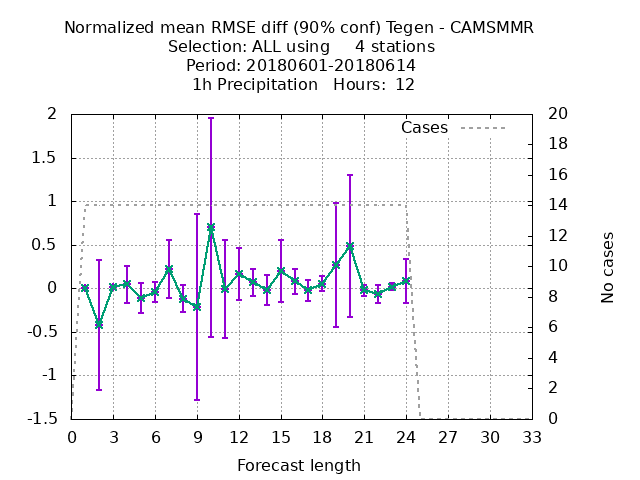 Normalized mean RMSE diff (90% conf) Tegen - CAMSMMR
Selection: ALL using     4 stations
Period: 20180601-20180614
1h Precipitation   Hours:  12
Cases
2
1.5
1
0.5
0
-0.5
-1
-1.5
20
18
16
14
12
10
8
6
4
2
0
No cases
0 3 6 9 12 15 18 21 24 27 30 33
Forecast length